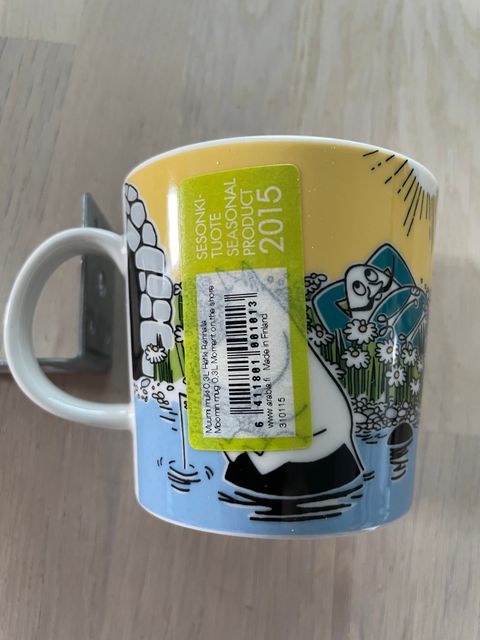 SESONKI-
TUOTE
SEASONAL
PRODUCT
2015
Muumi muki 0,3L Hetki Rannalla
Moomin mug 0,3L Moment on the shore
6 411801 001013
www.arabia.fi Made in Finland
310115